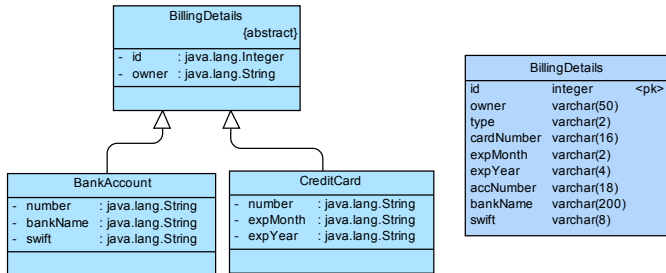 BillingDetails
{abstract}
- id : java.lang.Integer
- owner : java.lang.String
BankAccount
- number : java.lang.String
- bankName : java.lang.String
- swift : java.lang.String
CreditCard
- number : java.lang.String
- expMonth : java.lang.String
- expYear : java.lang.String
BillingDetails
id integer <pk>
owner varchar(50)
type varchar(2)
cardNumber varchar(16)
expMonth varchar(2)
expYear varchar(4)
accNumber varchar(18)
bankName varchar(200)
swift varchar(8)